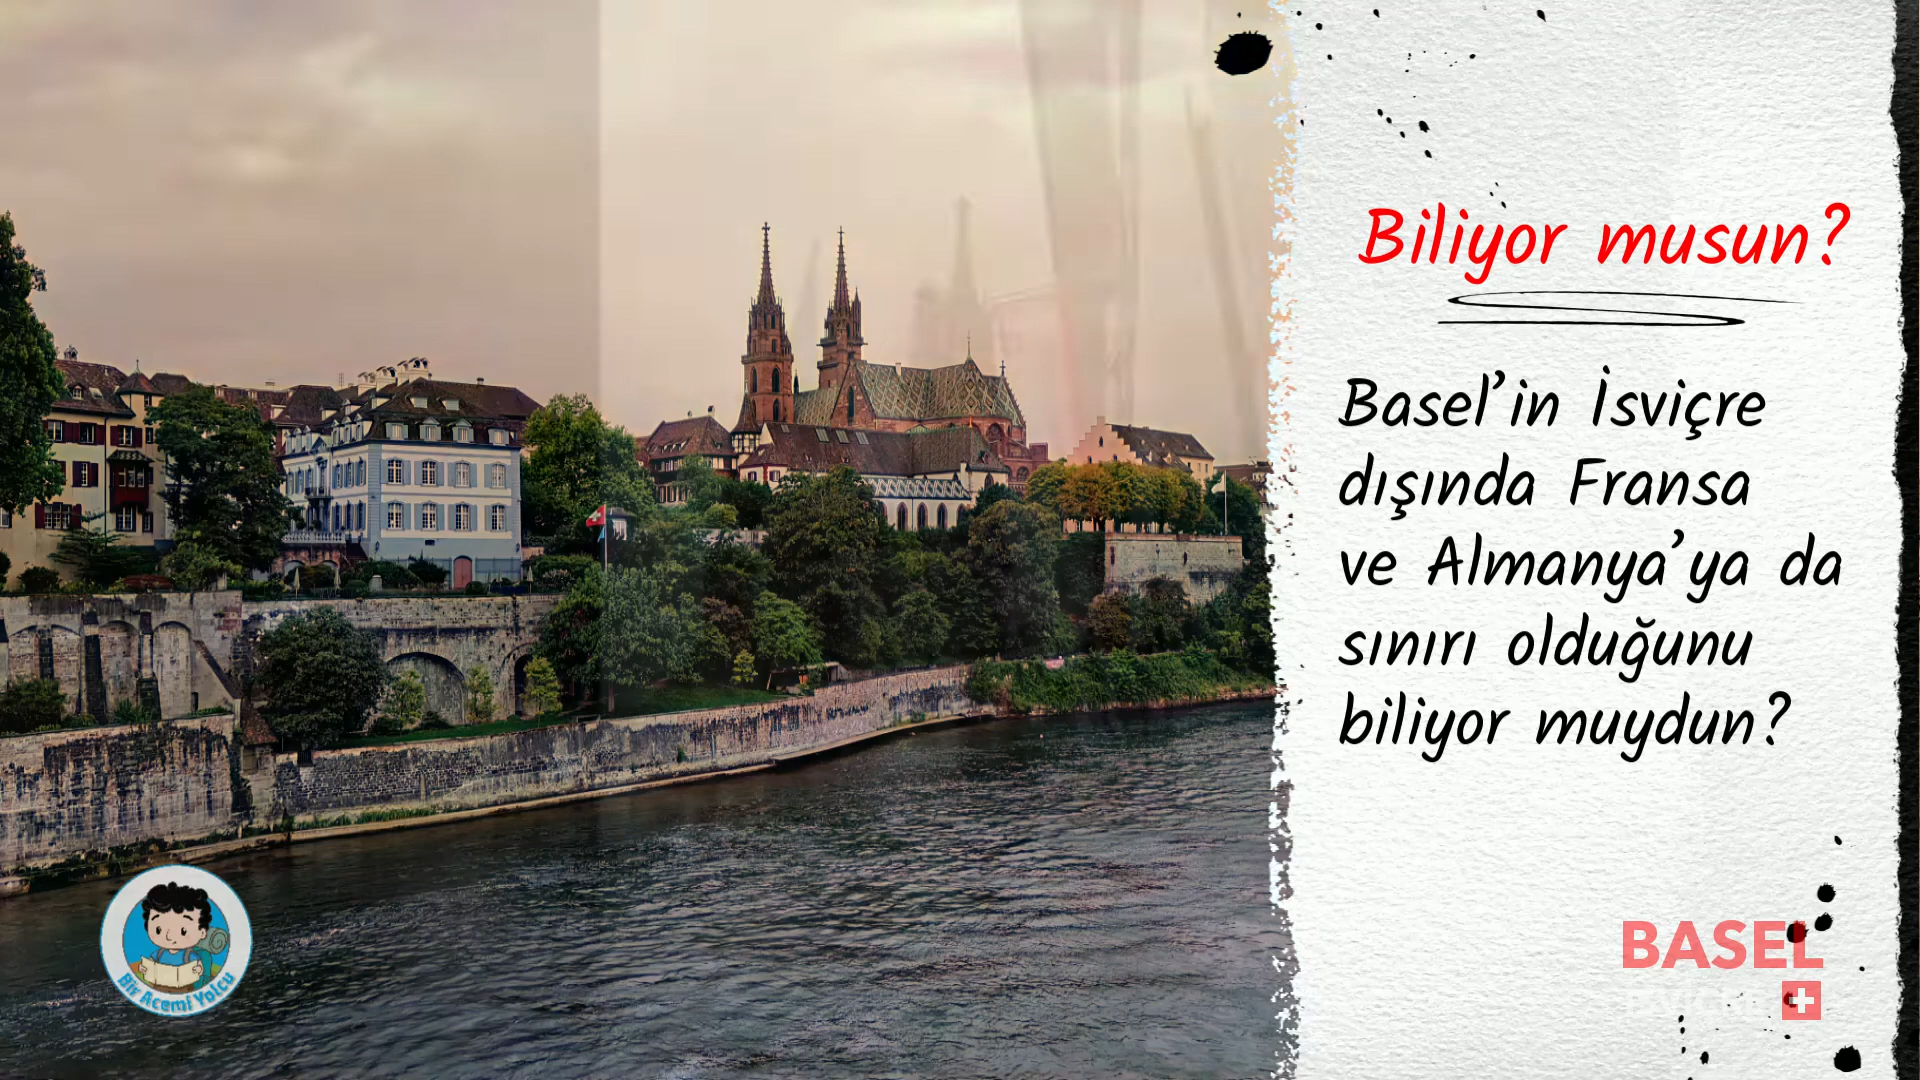 Biliyor musun?
Basel’in İsviçre
dışında Fransa
ve Almanya’ya da
sınırı olduğunu
biliyor muydun?
Bir Acemi Yolcu
BASEL